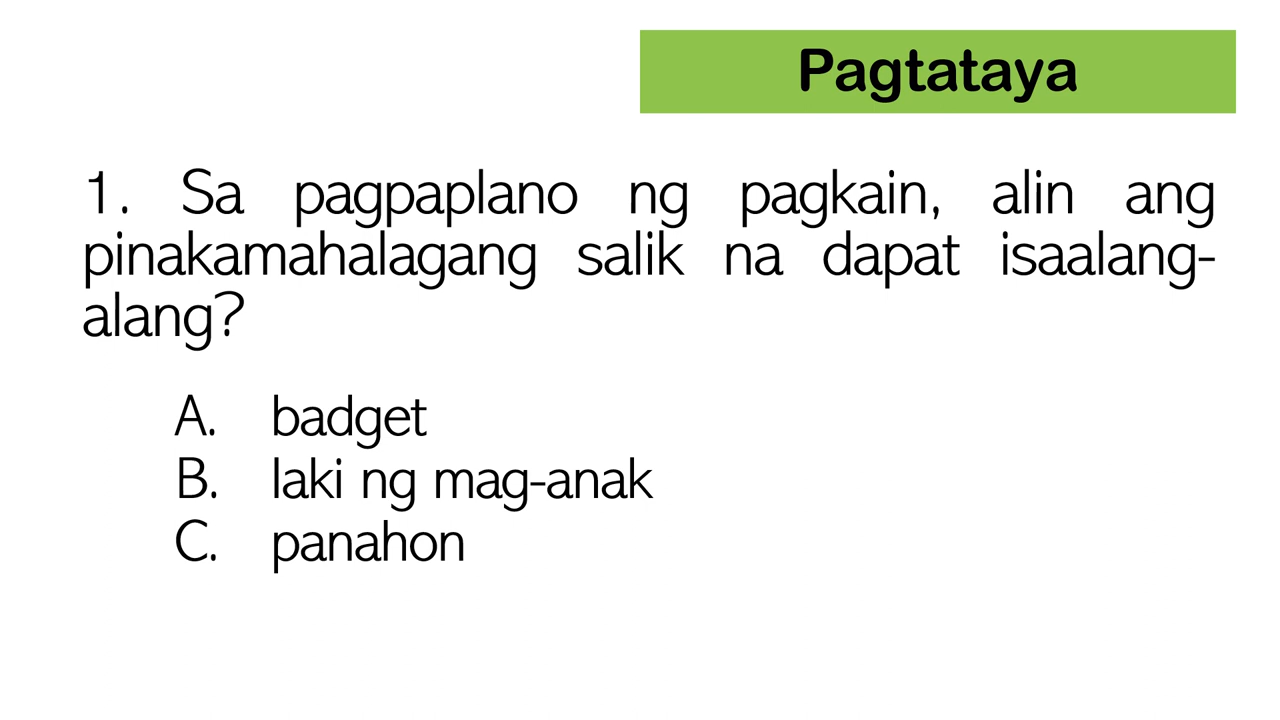 Pagtataya
1. Sa pagpaplano ng pagkain, alin ang
pinakamahalagang salik na dapat isaalang-
alang?
A. badget
B. laki ng mag-anak
C. panahon